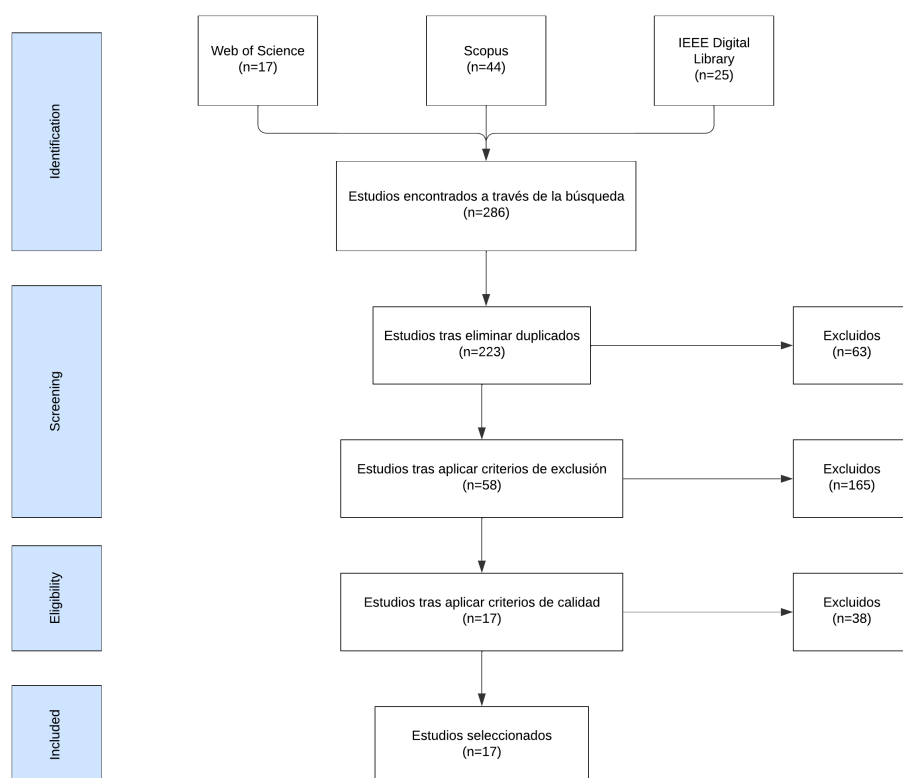 Identification
Web of Science
(n=17)
Scopus
(n=44)
IEEE Digital
Library
(n=25)
Estudios encontrados a través de la búsqueda
(n=286)
Screening
Estudios tras eliminar duplicados
(n=223)
Excluidos
(n=63)
Estudios tras aplicar criterios de exclusión
(n=58)
Excluidos
(n=165)
Eligibility
Estudios tras aplicar criterios de calidad
(n=17)
Excluidos
(n=38)
Included
Estudios seleccionados
(n=17)